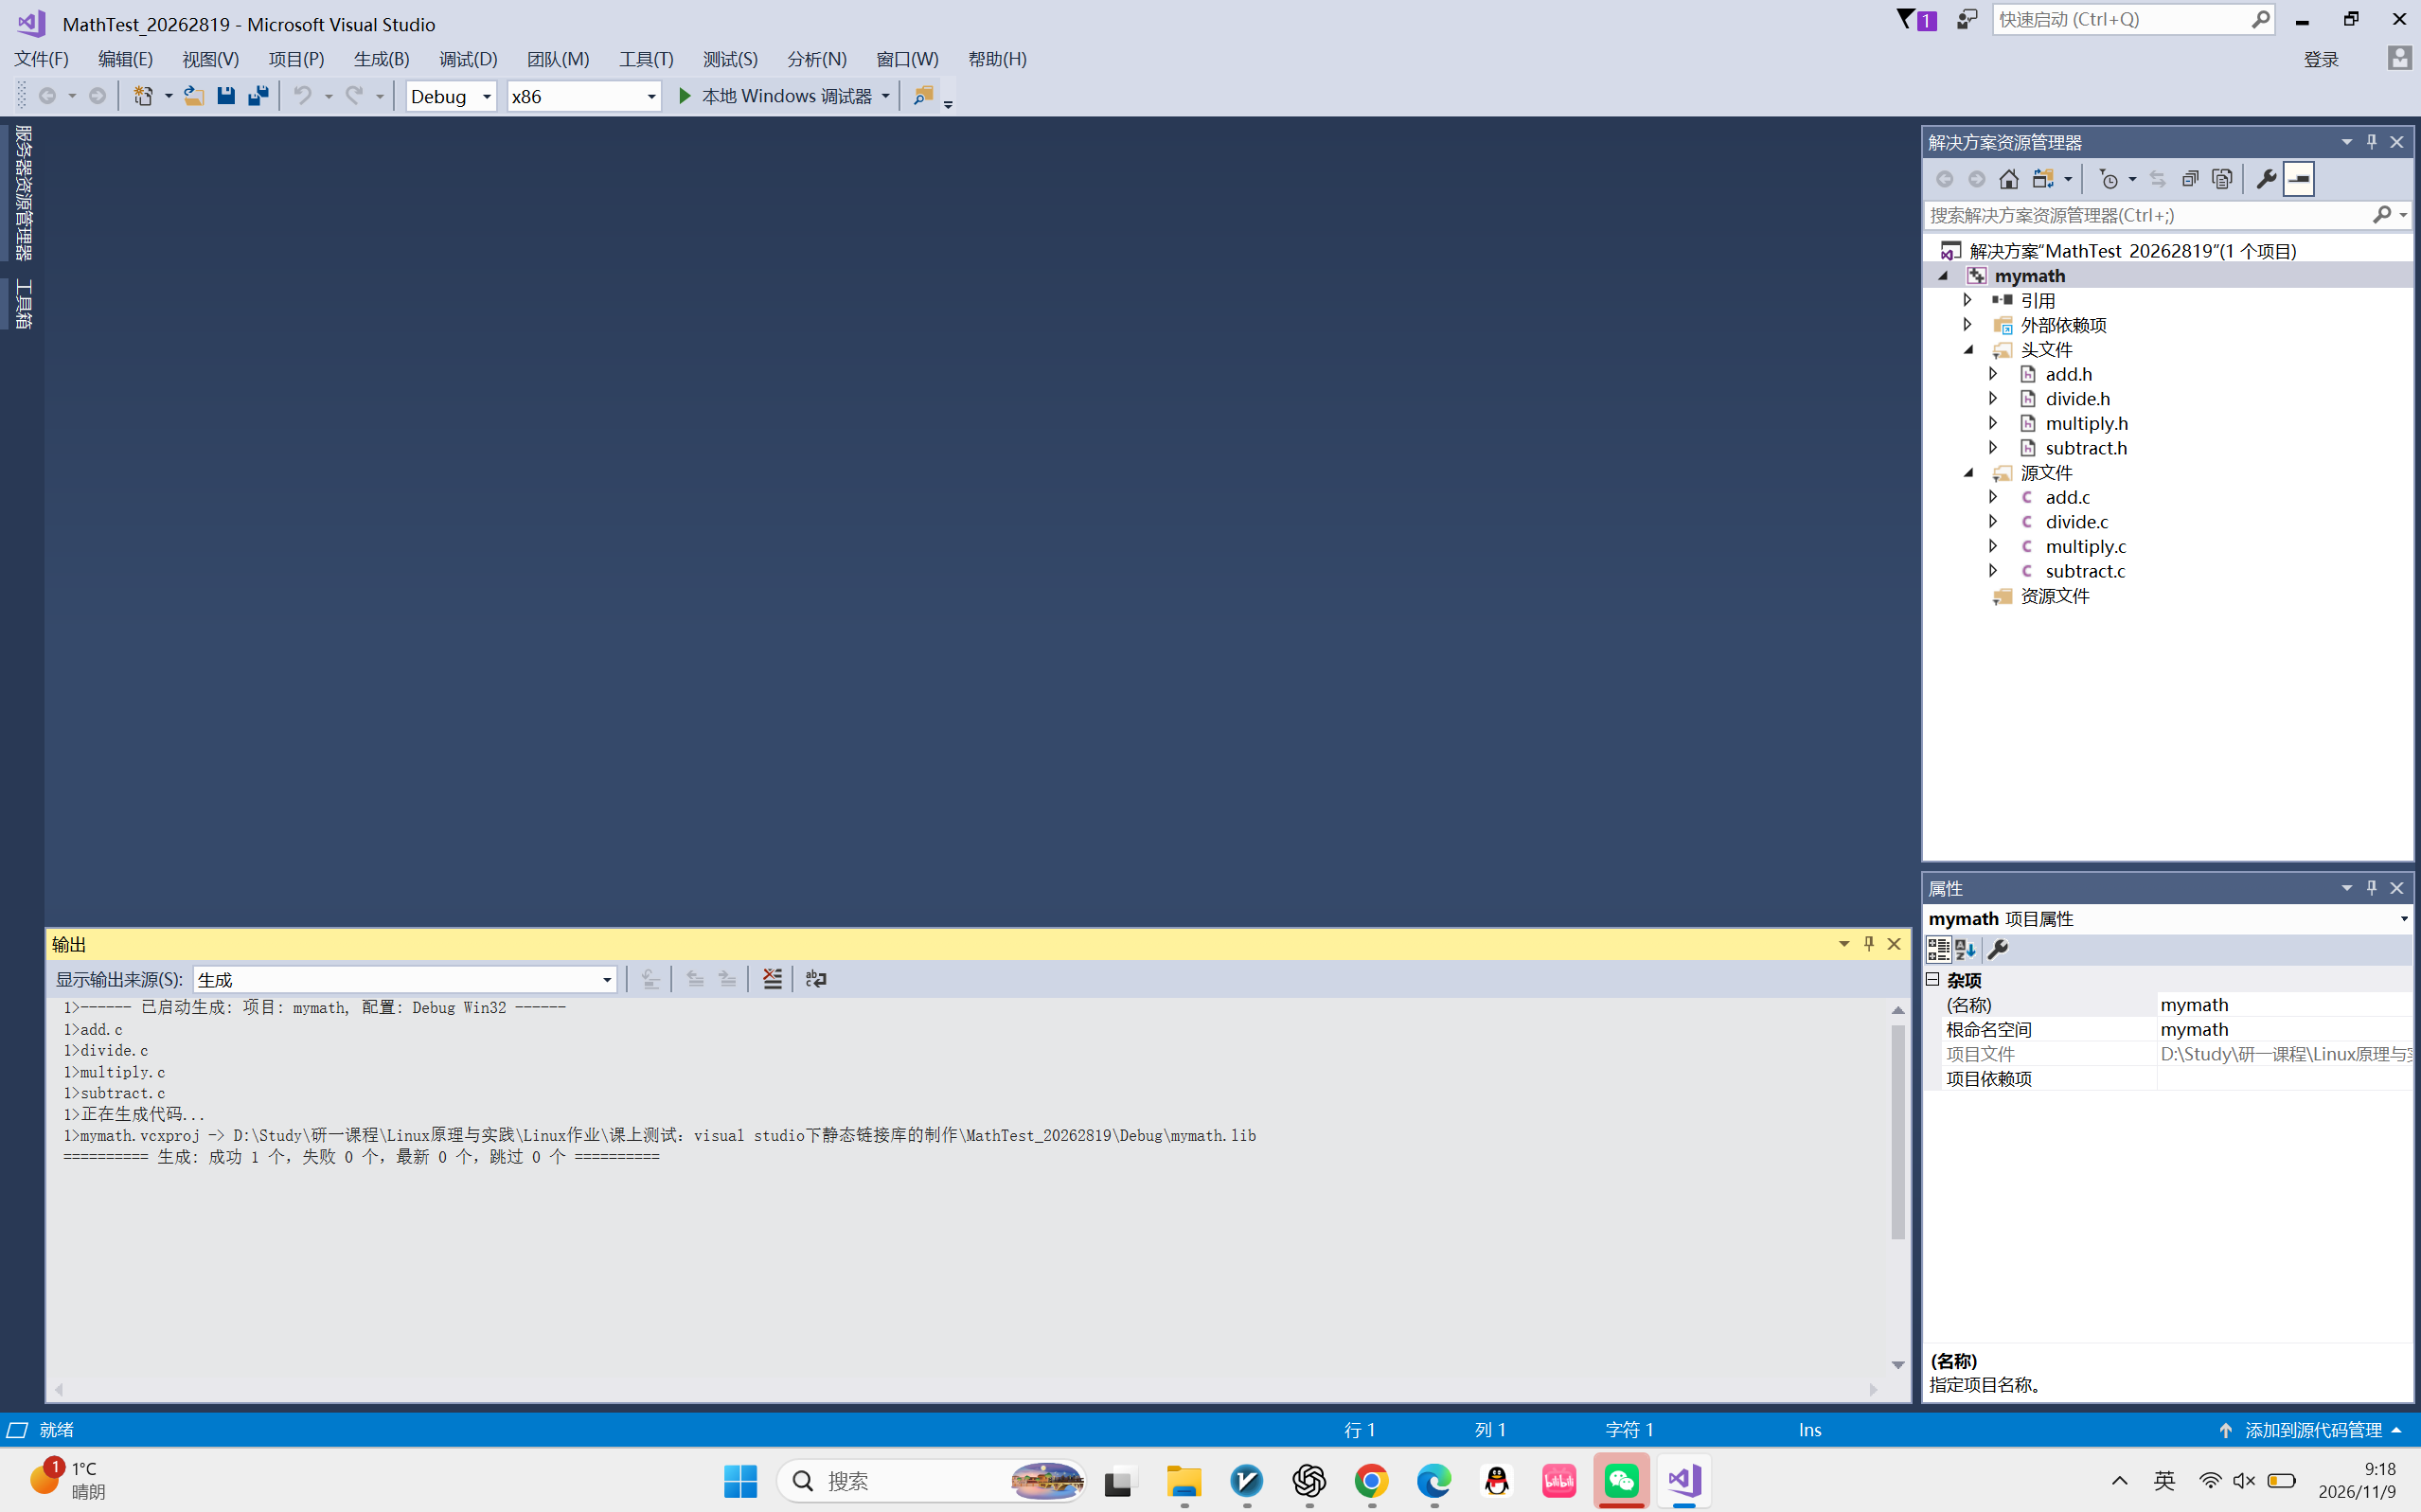 MathTest_20262819 - Microsoft Visual Studio
1
快速启动 (Ctrl+Q)
文件(F) 编辑(E) 视图(V) 项目(P) 生成(B) 调试(D) 团队(M) 工具(T) 测试(S) 分析(N) 窗口(W) 帮助(H)
登录
Debug x86 本地 Windows 调试器
服务器资源管理器
工具箱
解决方案资源管理器
搜索解决方案资源管理器(Ctrl+;)
解决方案“MathTest_20262819”(1 个项目)
mymath
引用
外部依赖项
头文件
add.h
divide.h
multiply.h
subtract.h
源文件
add.c
divide.c
multiply.c
subtract.c
资源文件
输出
显示输出来源(S): 生成
1>------ 已启动生成: 项目: mymath, 配置: Debug Win32 ------
1>add.c
1>divide.c
1>multiply.c
1>subtract.c
1>正在生成代码...
1>mymath.vcxproj -> D:\Study\研一课程\Linux原理与实践\Linux作业\课上测试：visual studio下静态链接库的制作\MathTest_20262819\Debug\mymath.lib
========== 生成: 成功 1 个，失败 0 个，最新 0 个，跳过 0 个 ==========
属性
mymath 项目属性
杂项
(名称) mymath
根命名空间 mymath
项目文件 D:\Study\研一课程\Linux原理与
项目依赖项
(名称)
指定项目名称。
就绪 行 1 列 1 字符 1 Ins 添加到源代码管理
1
1°C
晴朗
搜索
bilibili
英
9:18
2026/11/9